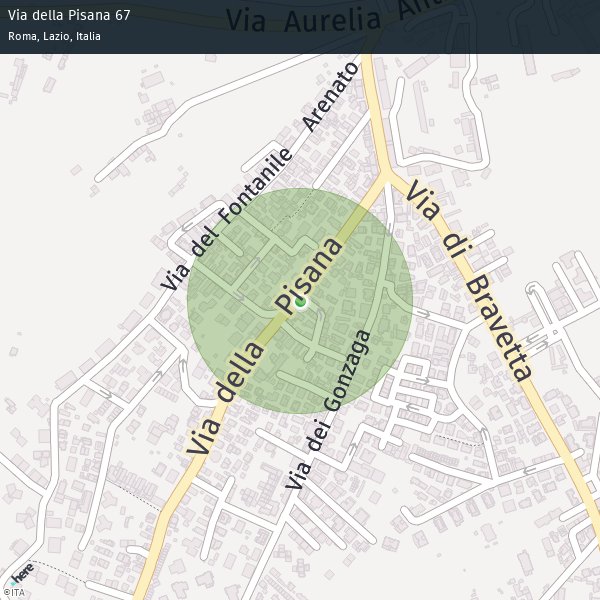 Via della Pisana 67
Roma, Lazio, Italia
Via Aurelia Ant
Via del Fontanile Arenato
Via della Pisana
Via di Bravetta
Via dei Gonzaga
here
©ITA